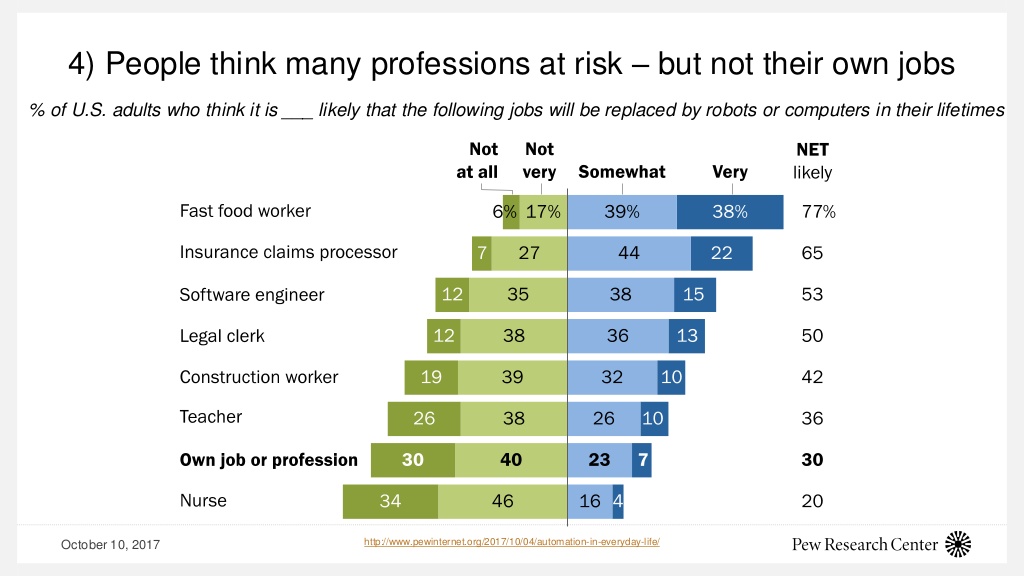 4) People think many professions at risk – but not their own jobs
% of U.S. adults who think it is ___ likely that the following jobs will be replaced by robots or computers in their lifetimes
Not at all Not very Somewhat Very NET likely
Fast food worker 6% 17% 39% 38% 77%
Insurance claims processor 7 27 44 22 65
Software engineer 12 35 38 15 53
Legal clerk 12 38 36 13 50
Construction worker 19 39 32 10 42
Teacher 26 38 26 10 36
Own job or profession 30 40 23 7 30
Nurse 34 46 16 4 20
October 10, 2017 http://www.pewinternet.org/2017/10/04/automation-in-everyday-life/ Pew Research Center